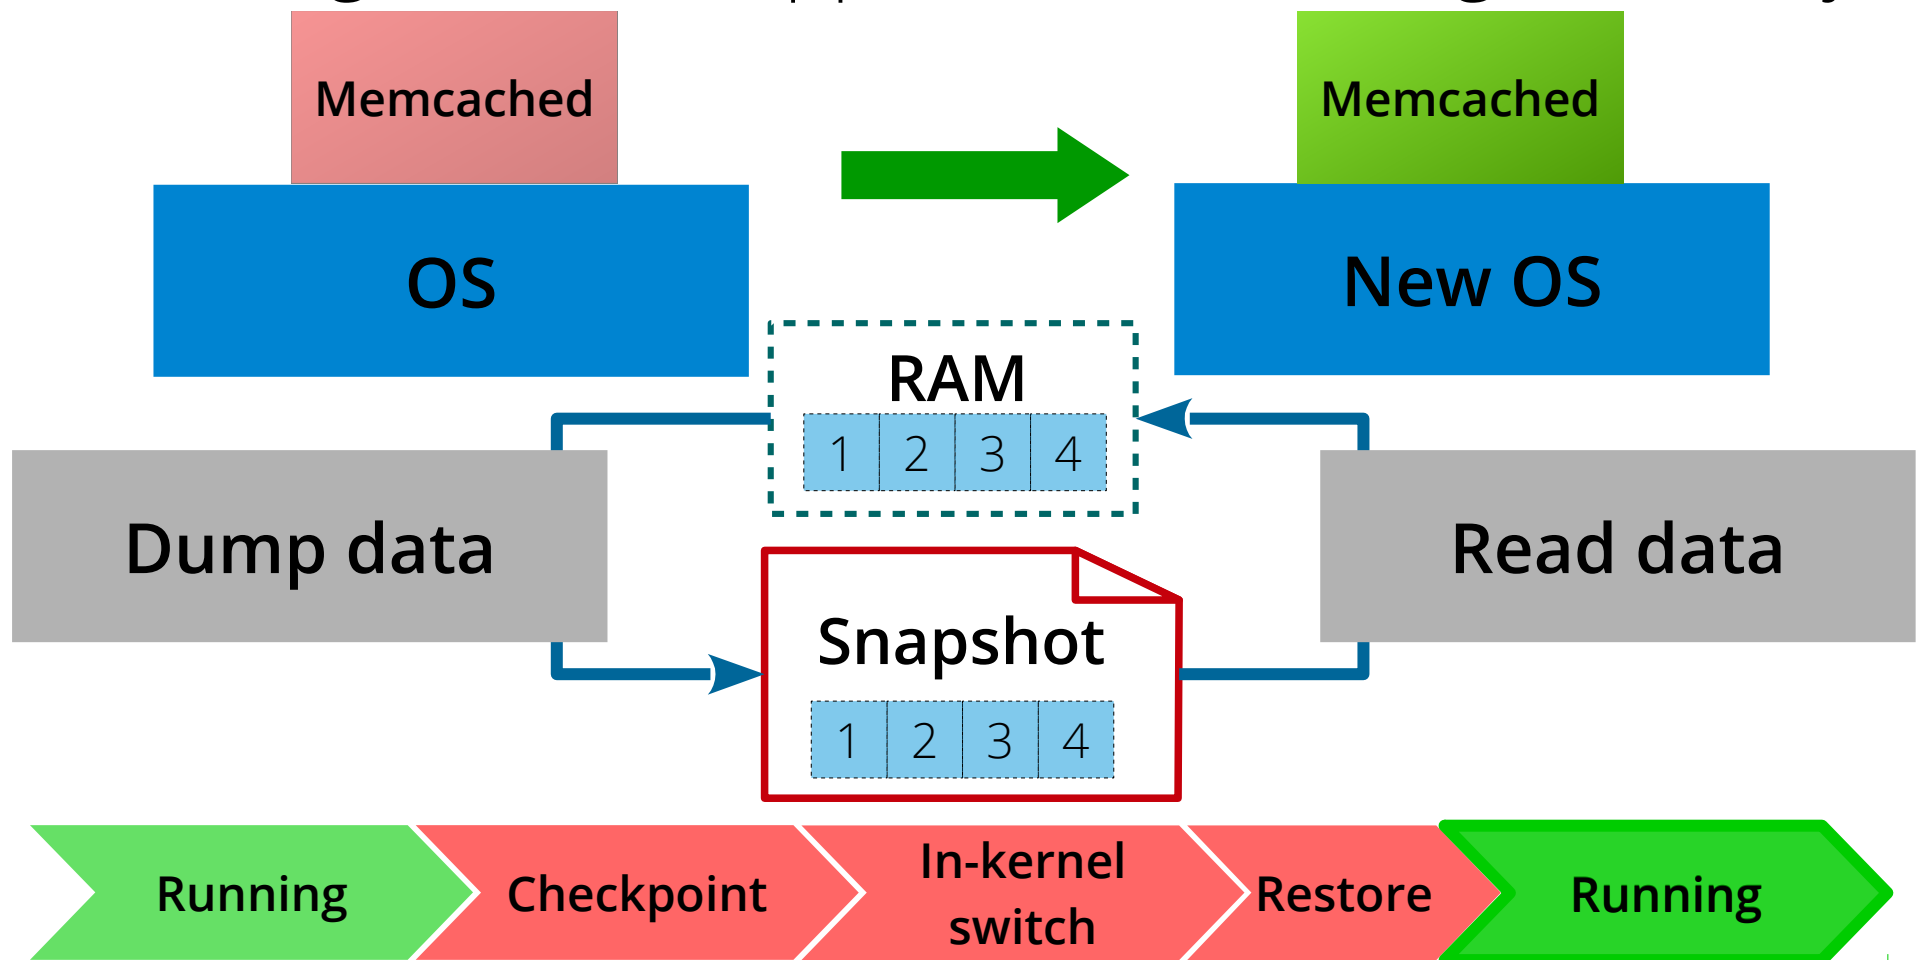 Memcached
Memcached
OS
New OS
RAM
1 2 3 4
Dump data
Read data
Snapshot
1 2 3 4
Running
Checkpoint
In-kernel
switch
Restore
Running